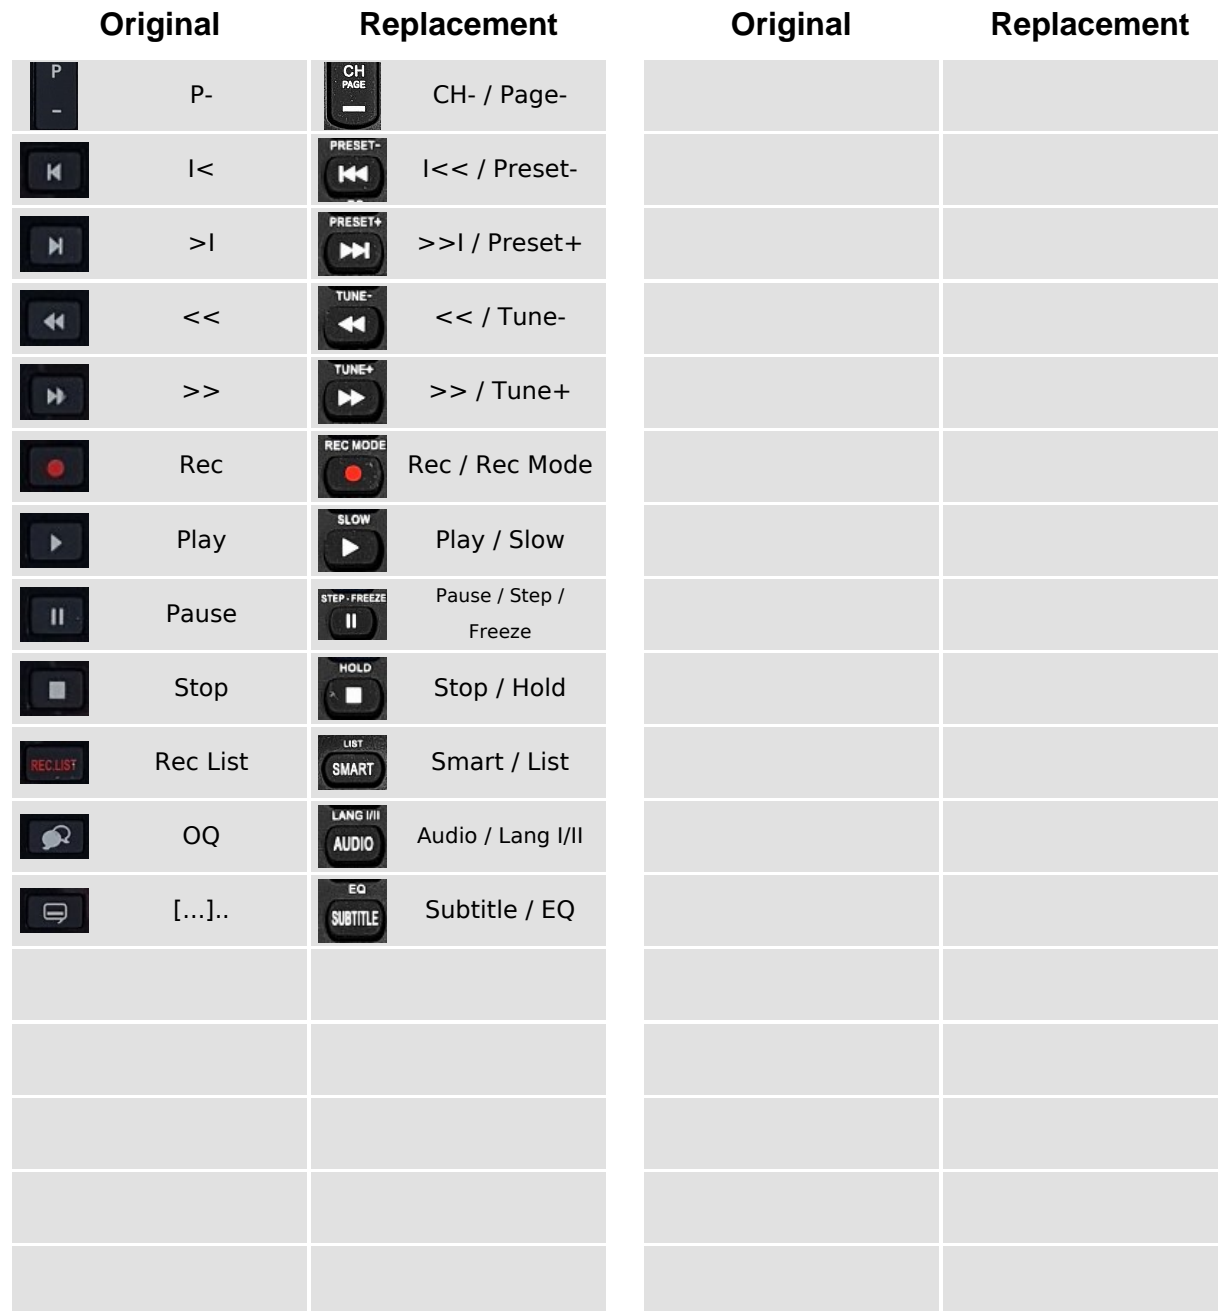 Original Replacement Original Replacement
P
–
P-
CH
PAGE
CH- / Page-
I<
PRESET-
I<< / Preset-
>I
PRESET+
>>I / Preset+
<<
TUNE-
<< / Tune-
>>
TUNE+
>> / Tune+
Rec
REC MODE
Rec / Rec Mode
Play
SLOW
Play / Slow
Pause
STEP-FREEZE
Pause / Step /
Freeze
Stop
HOLD
Stop / Hold
REC.LIST
Rec List
LIST
SMART
Smart / List
OQ
LANG I/II
AUDIO
Audio / Lang I/II
[...]..
EQ
SUBTITLE
Subtitle / EQ